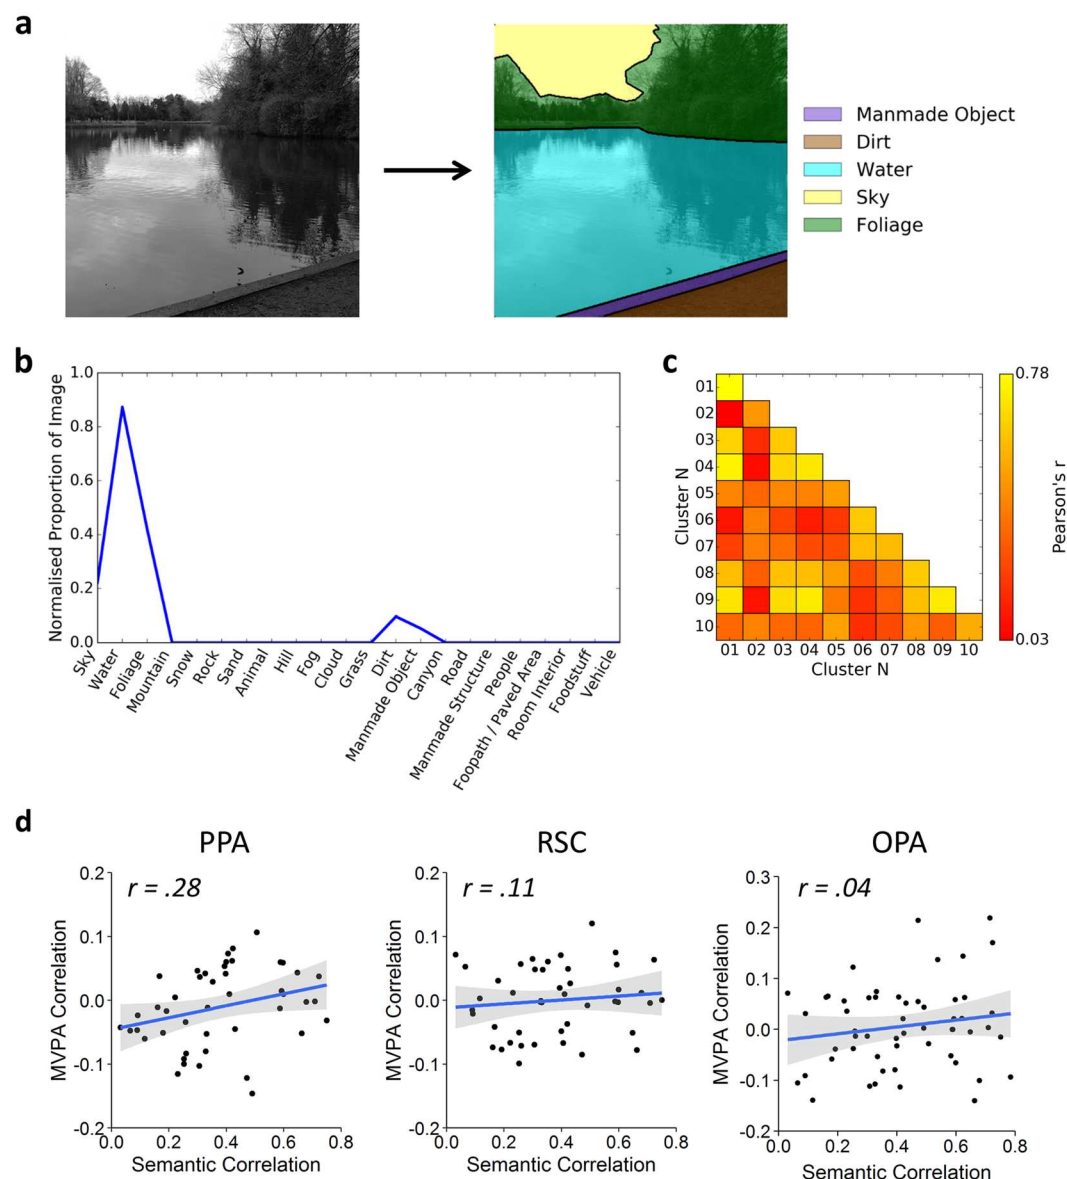 a
Manmade Object
Dirt
Water
Sky
Foliage
b
Normalised Proportion of Image
1.0
0.8
0.6
0.4
0.2
0.0
Sky
Water
Foliage
Mountain
Snow
Rock
Sand
Animal
Hill
Fog
Cloud
Grass
Dirt
Manmade Object
Canyon
Road
Manmade Structure
People
Foopath / Paved Area
Room Interior
Foodstuff
Vehicle
c
Cluster N
01
02
03
04
05
06
07
08
09
10
01 02 03 04 05 06 07 08 09 10
Cluster N
0.78
0.03
Pearson's r
d
PPA
r = .28
MVPA Correlation
0.2
0.1
0.0
-0.1
-0.2
0.0 0.2 0.4 0.6 0.8
Semantic Correlation
RSC
r = .11
MVPA Correlation
0.2
0.1
0.0
-0.1
-0.2
0.0 0.2 0.4 0.6 0.8
Semantic Correlation
OPA
r = .04
MVPA Correlation
0.3
0.2
0.1
0.0
-0.1
-0.2
0.0 0.2 0.4 0.6 0.8
Semantic Correlation